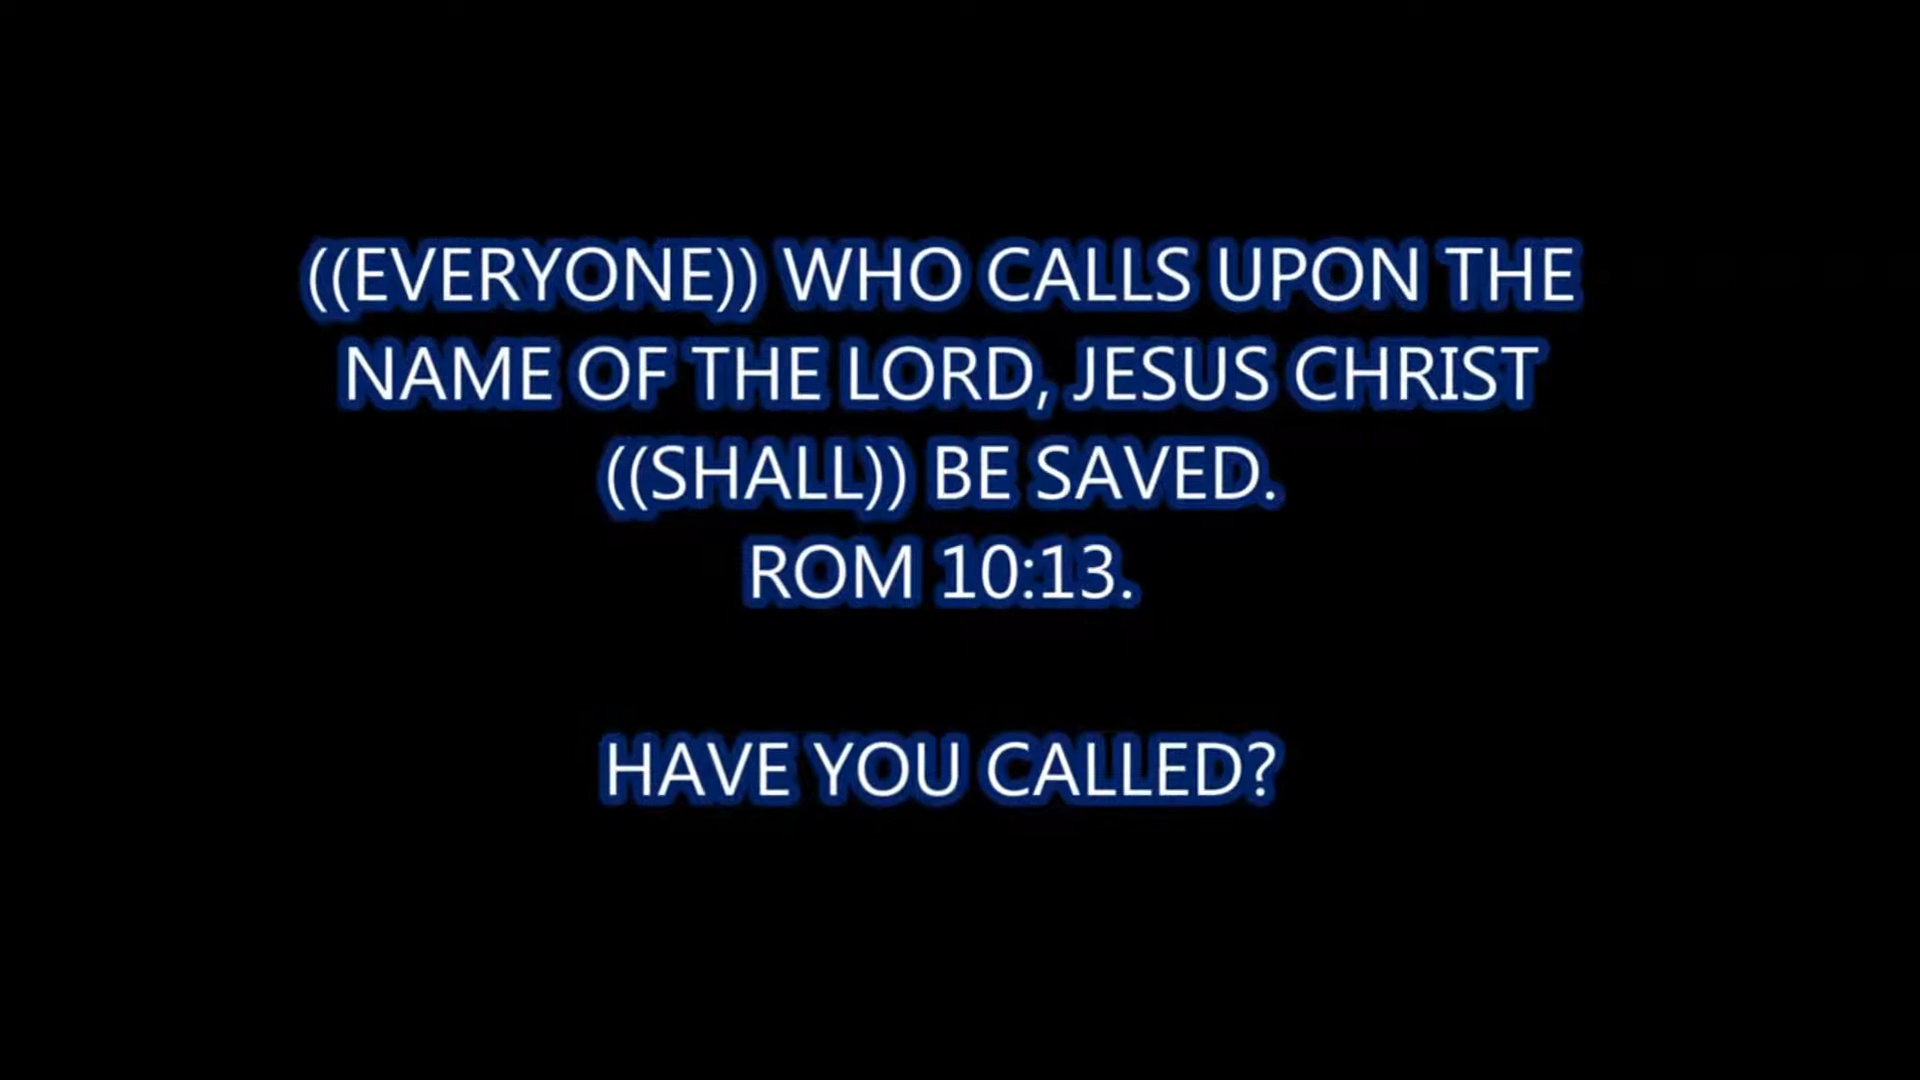 ((EVERYONE)) WHO CALLS UPON THE
NAME OF THE LORD, JESUS CHRIST
((SHALL)) BE SAVED.
ROM 10:13.
HAVE YOU CALLED?